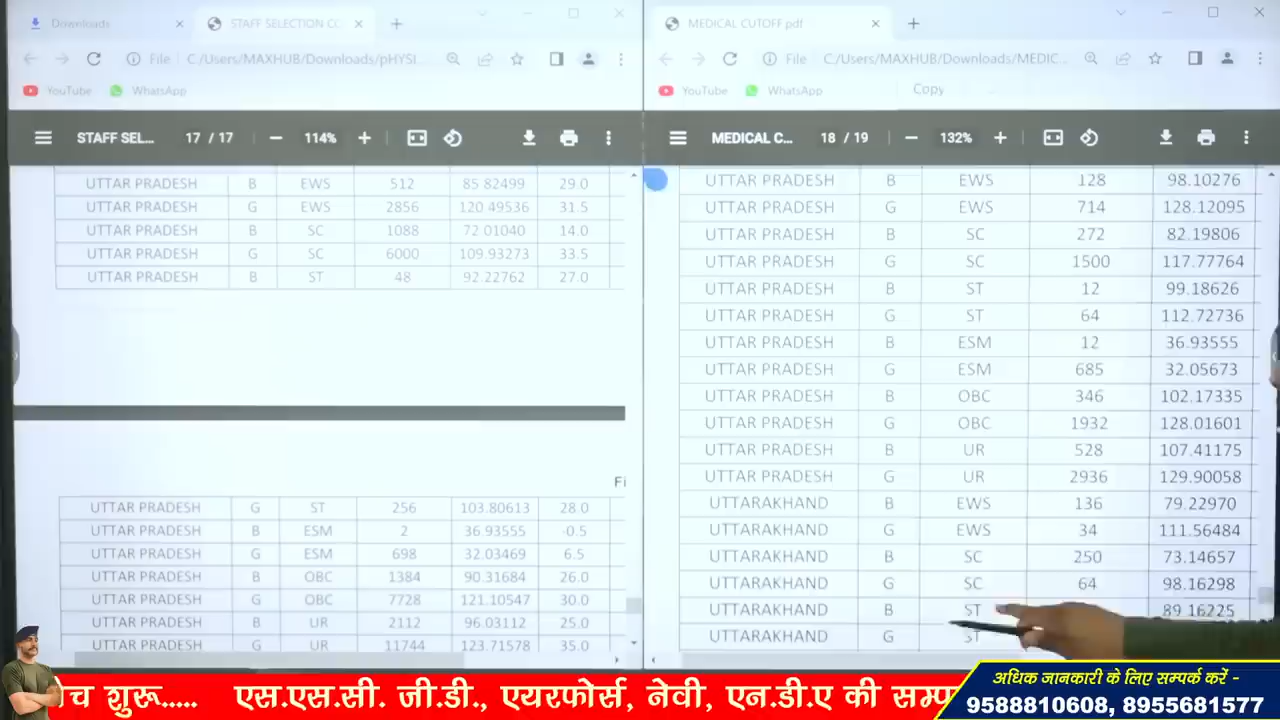 Downloads
STAFF SELECTION CO
MEDICAL CUTOFF.pdf
File C:/Users/MAXHUB/Downloads/pHYSI...
File C:/Users/MAXHUB/Downloads/MEDIC...
YouTube WhatsApp
YouTube WhatsApp Copy
STAFF SEL... 17 / 17 114%
MEDICAL C... 18 / 19 132%
UTTAR PRADESH B EWS 512 85.82499 29.0
UTTAR PRADESH G EWS 2856 120.49536 31.5
UTTAR PRADESH B SC 1088 72.01040 14.0
UTTAR PRADESH G SC 6000 109.93273 33.5
UTTAR PRADESH B ST 48 92.22762 27.0
Fi
UTTAR PRADESH G ST 256 103.80613 28.0
UTTAR PRADESH B ESM 2 36.93555 -0.5
UTTAR PRADESH G ESM 698 32.03469 6.5
UTTAR PRADESH B OBC 1384 90.31684 26.0
UTTAR PRADESH G OBC 7728 121.10547 30.0
UTTAR PRADESH B UR 2112 96.03112 25.0
UTTAR PRADESH G UR 11744 123.71578 35.0
UTTAR PRADESH B EWS 128 98.10276
UTTAR PRADESH G EWS 714 128.12095
UTTAR PRADESH B SC 272 82.19806
UTTAR PRADESH G SC 1500 117.77764
UTTAR PRADESH B ST 12 99.18626
UTTAR PRADESH G ST 64 112.72736
UTTAR PRADESH B ESM 12 36.93555
UTTAR PRADESH G ESM 685 32.05673
UTTAR PRADESH B OBC 346 102.17335
UTTAR PRADESH G OBC 1932 128.01601
UTTAR PRADESH B UR 528 107.41175
UTTAR PRADESH G UR 2936 129.90058
UTTARAKHAND B EWS 136 79.22970
UTTARAKHAND G EWS 34 111.56484
UTTARAKHAND B SC 250 73.14657
UTTARAKHAND G SC 64 98.16298
UTTARAKHAND B ST 89.16225
UTTARAKHAND G ST
शुरू..... एस.एस.सी. जी.डी., एयरफोर्स, नेवी, एन.डी.ए की
अधिक जानकारी के लिए सम्पर्क करें -
9588810608, 8955681577